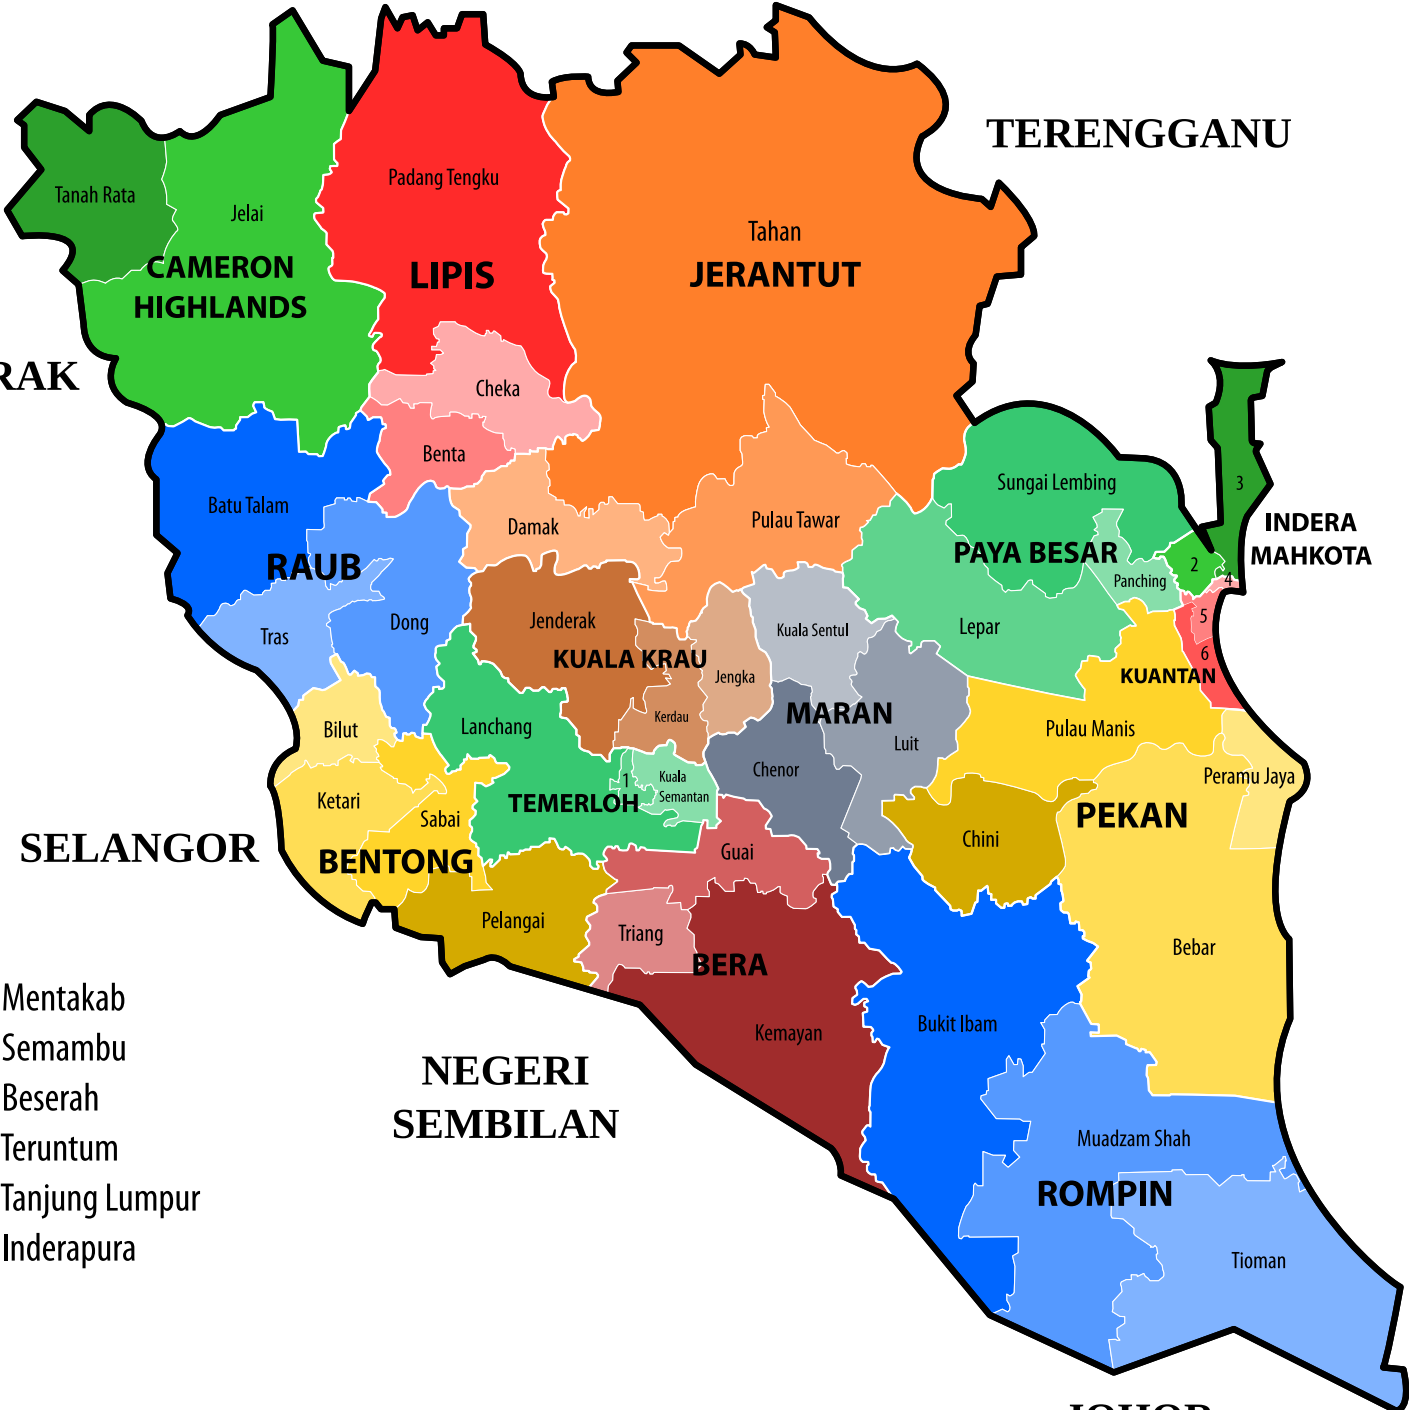 TERENGGANU
Tanah Rata
Padang Tengku
Jelai
Tahan
CAMERON
HIGHLANDS
LIPIS
JERANTUT
RAK
Cheka
Benta
Sungai Lembing
3
Batu Talam
Damak
Pulau Tawar
INDERA
MAHKOTA
RAUB
PAYA BESAR
2
Panching
4
Tras
Dong
Jenderak
Kuala Sentul
Lepar
5
6
KUALA KRAU
Jengka
KUANTAN
Bilut
Lanchang
Kerdau
MARAN
Luit
Pulau Manis
Chenor
Peramu Jaya
Ketari
Sabai
1
Kuala
Semantan
TEMERLOH
PEKAN
SELANGOR
BENTONG
Guai
Chini
Pelangai
Triang
BERA
Bebar
Mentakab
Semambu
Beserah
Teruntum
Tanjung Lumpur
Inderapura
NEGERI
SEMBILAN
Kemayan
Bukit Ibam
Muadzam Shah
ROMPIN
Tioman